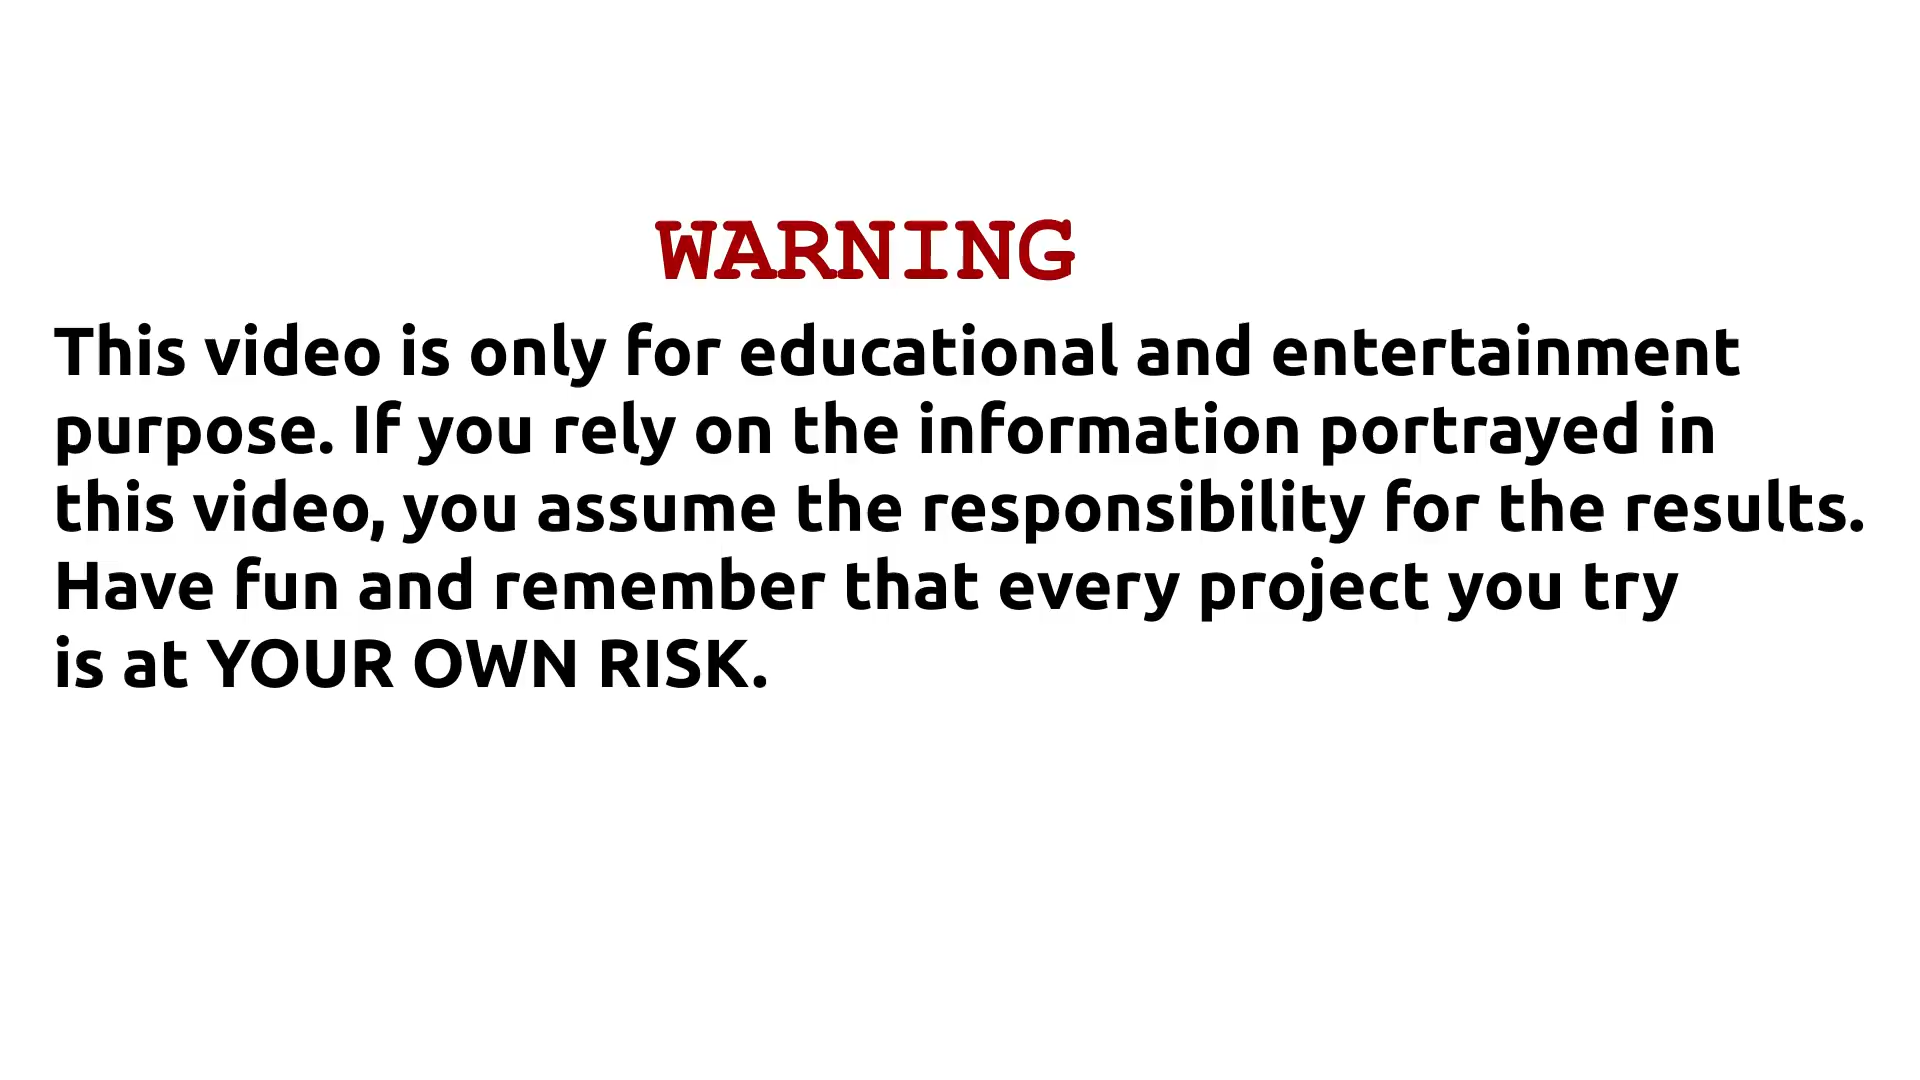 WARNING
This video is only for educational and entertainment
purpose. If you rely on the information portrayed in
this video, you assume the responsibility for the results.
Have fun and remember that every project you try
is at YOUR OWN RISK.